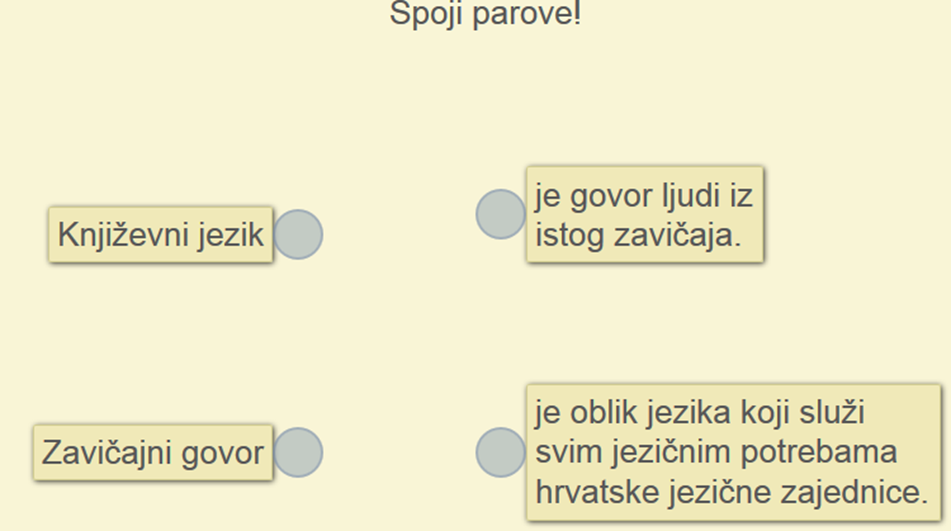 Spoji parove!
Književni jezik
je govor ljudi iz
istog zavičaja.
Zavičajni govor
je oblik jezika koji služi
svim jezičnim potrebama
hrvatske jezične zajednice.